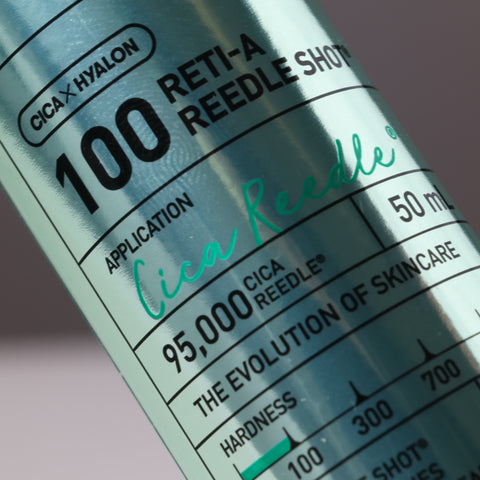 CICA×HYALON
100 RETI-A
REEDLE SHOT
APPLICATION
Cica Reedle®
50 mL
95,000 CICA
REEDLE®
THE EVOLUTION OF SKINCARE
HARDNESS
100 300 700
SHOT®